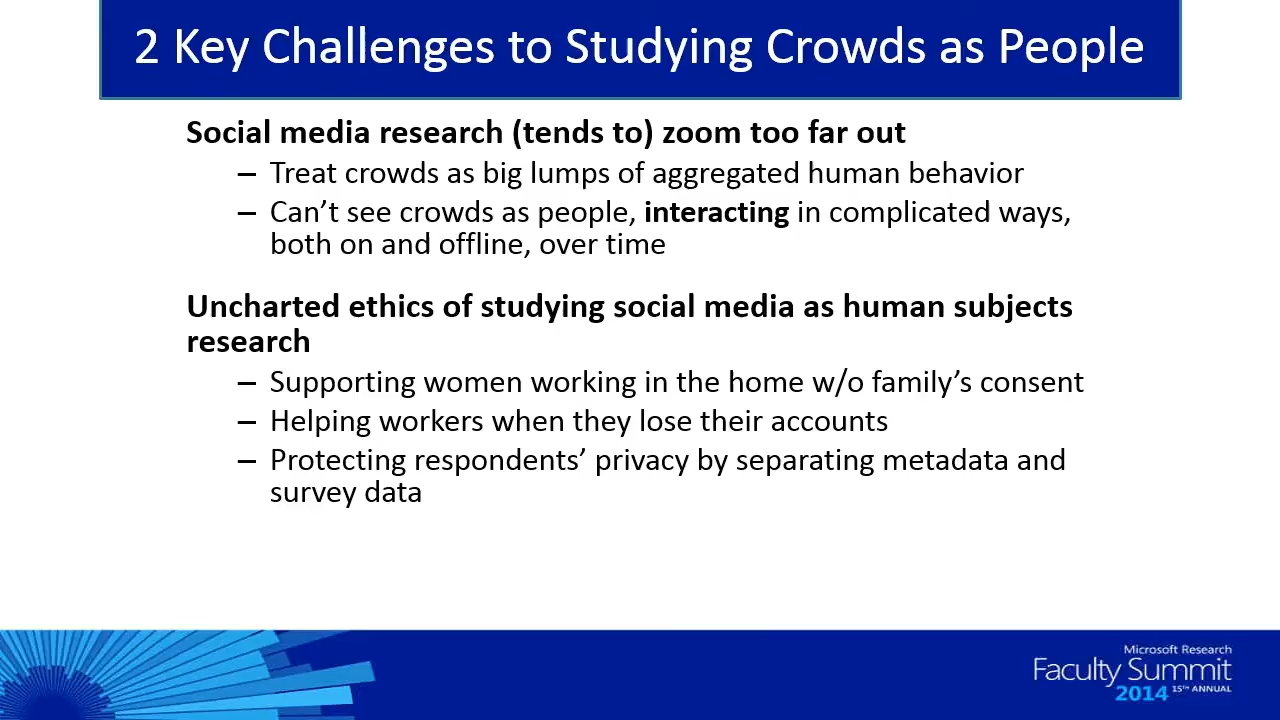 2 Key Challenges to Studying Crowds as People
Social media research (tends to) zoom too far out
– Treat crowds as big lumps of aggregated human behavior
– Can't see crowds as people, interacting in complicated ways,
both on and offline, over time
Uncharted ethics of studying social media as human subjects
research
– Supporting women working in the home w/o family's consent
– Helping workers when they lose their accounts
– Protecting respondents' privacy by separating metadata and
survey data
Microsoft Research
Faculty Summit
2014 15TH ANNUAL